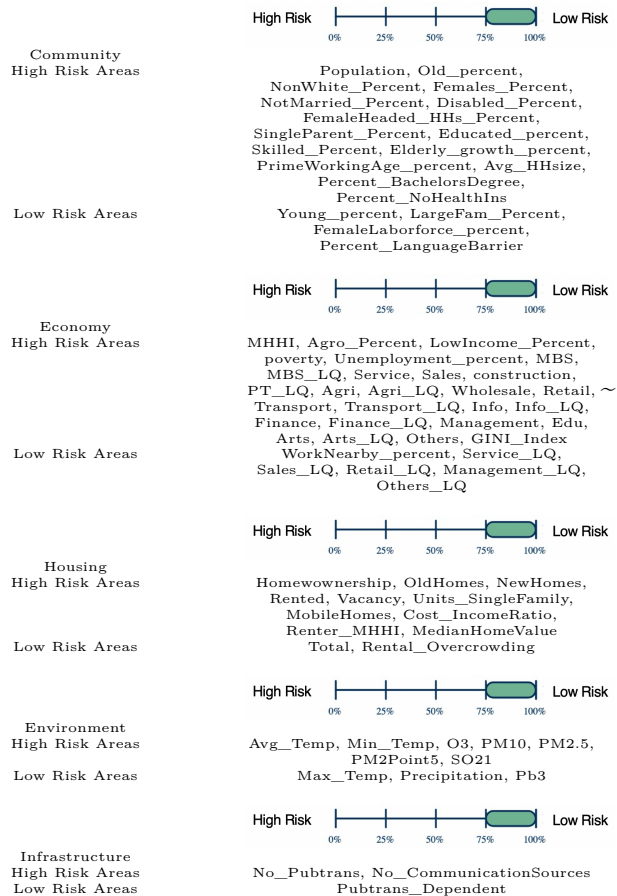 High Risk Low Risk
0% 25% 50% 75% 100%
Community
High Risk Areas Population, Old_percent,
NonWhite_Percent, Females_Percent,
NotMarried_Percent, Disabled_Percent,
FemaleHeaded_HHs_Percent,
SingleParent_Percent, Educated_percent,
Skilled_Percent, Elderly_growth_percent,
PrimeWorkingAge_percent, Avg_HHsize,
Percent_BachelorsDegree,
Percent_NoHealthIns
Low Risk Areas Young_percent, LargeFam_Percent,
FemaleLaborforce_percent,
Percent_LanguageBarrier
High Risk Low Risk
0% 25% 50% 75% 100%
Economy
High Risk Areas MHHI, Agro_Percent, LowIncome_Percent,
poverty, Unemployment_percent, MBS,
MBS_LQ, Service, Sales, construction,
PT_LQ, Agri, Agri_LQ, Wholesale, Retail, ~
Transport, Transport_LQ, Info, Info_LQ,
Finance, Finance_LQ, Management, Edu,
Arts, Arts_LQ, Others, GINI_Index
Low Risk Areas WorkNearby_percent, Service_LQ,
Sales_LQ, Retail_LQ, Management_LQ,
Others_LQ
High Risk Low Risk
0% 25% 50% 75% 100%
Housing
High Risk Areas Homewownership, OldHomes, NewHomes,
Rented, Vacancy, Units_SingleFamily,
MobileHomes, Cost_IncomeRatio,
Renter_MHHI, MedianHomeValue
Low Risk Areas Total, Rental_Overcrowding
High Risk Low Risk
0% 25% 50% 75% 100%
Environment
High Risk Areas Avg_Temp, Min_Temp, O3, PM10, PM2.5,
PM2Point5, SO21
Low Risk Areas Max_Temp, Precipitation, Pb3
High Risk Low Risk
0% 25% 50% 75% 100%
Infrastructure
High Risk Areas No_Pubtrans, No_CommunicationSources
Low Risk Areas Pubtrans_Dependent